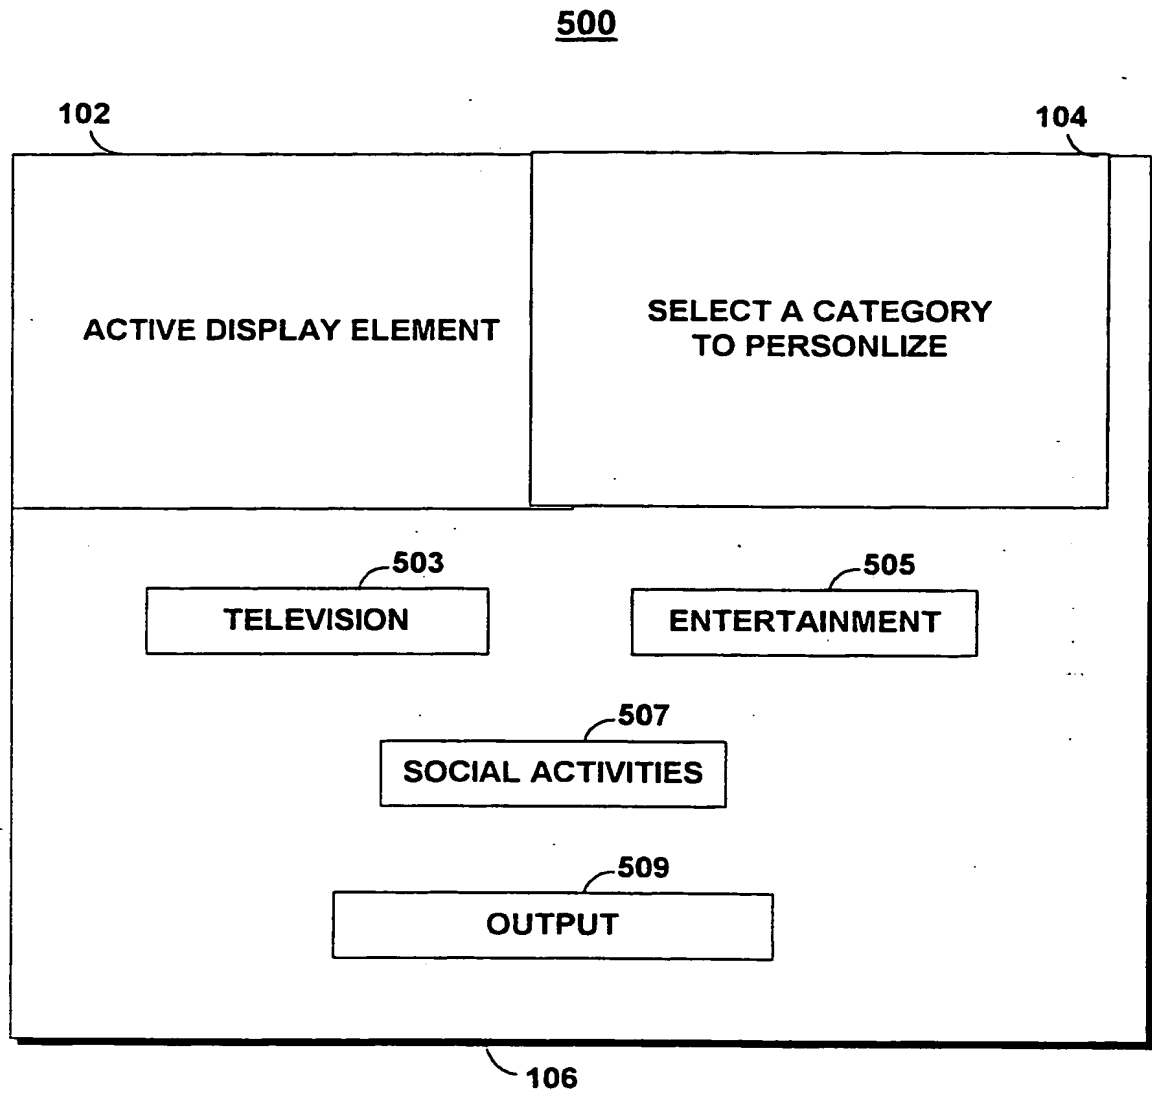 500
102
104
ACTIVE DISPLAY ELEMENT
SELECT A CATEGORY
TO PERSONLIZE
503
505
TELEVISION
ENTERTAINMENT
507
SOCIAL ACTIVITIES
509
OUTPUT
106